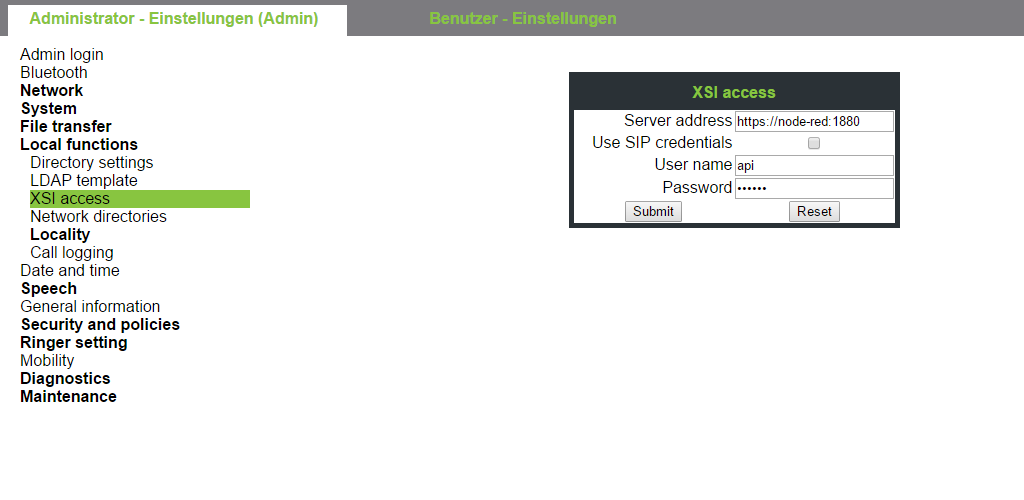 Administrator - Einstellungen (Admin)
Benutzer - Einstellungen
Admin login
Bluetooth
Network
System
File transfer
Local functions
Directory settings
LDAP template
XSI access
Network directories
Locality
Call logging
Date and time
Speech
General information
Security and policies
Ringer setting
Mobility
Diagnostics
Maintenance
XSI access
Server address https://node-red:1880
Use SIP credentials
User name api
Password ••••••
Submit Reset